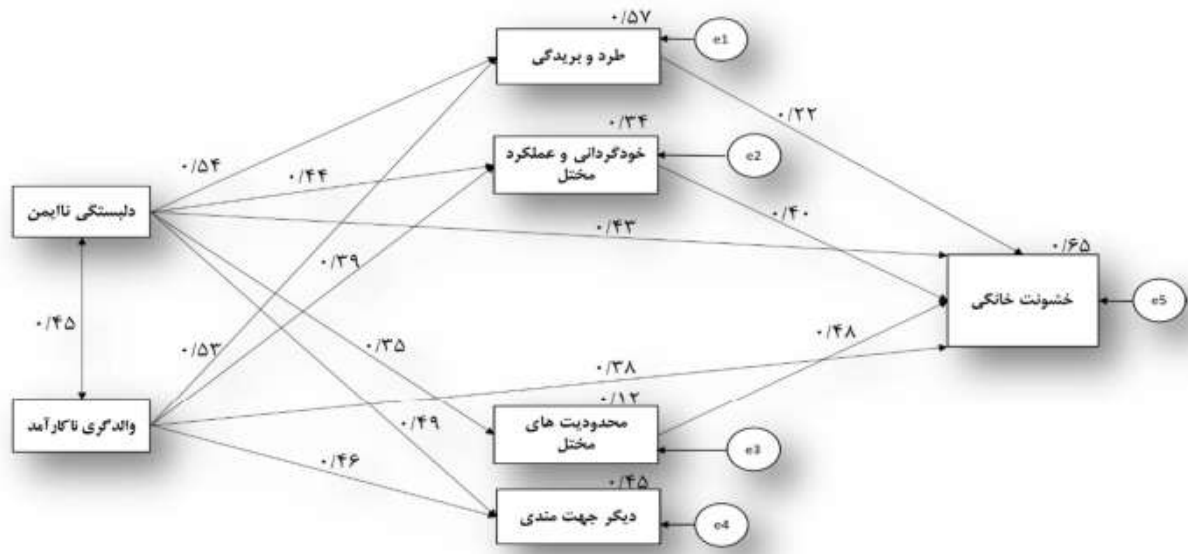 ۰/۵۷
e1
طرد و بریدگی
۰/۲۲
۰/۳۴
e2
خودگردانی و عملکرد
مختل
۰/۵۴
۰/۴۴
۰/۴۰
دلبستگی ناایمن
۰/۴۳
۰/۳۹
۰/۶۵
خشونت خانگی
e5
۰/۴۵
۰/۵۳
۰/۳۵
۰/۴۸
۰/۳۸
۰/۱۲
والدگری ناکارآمد
۰/۴۹
محدودیت های
مختل
e3
۰/۴۶
۰/۴۵
دیگر جهت مندی
e4